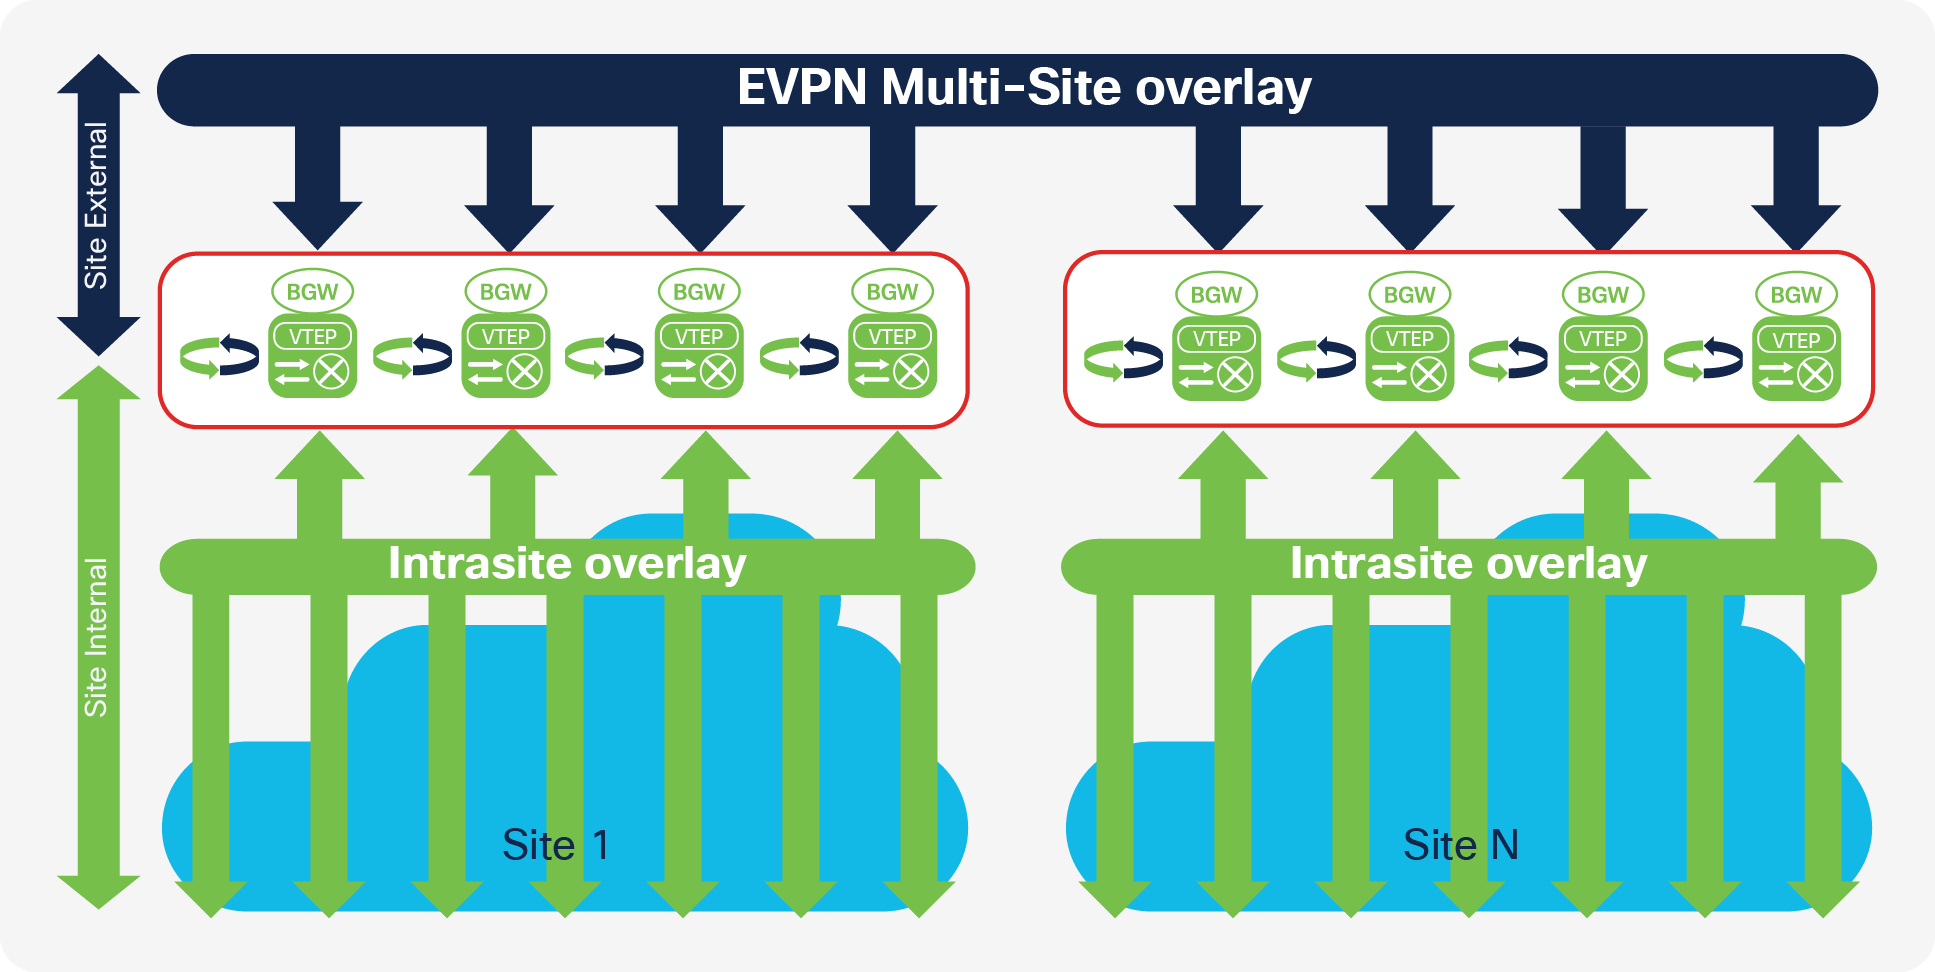 EVPN Multi-Site overlay
Site External
BGW
BGW
BGW
BGW
BGW
BGW
BGW
BGW
VTEP
VTEP
VTEP
VTEP
VTEP
VTEP
VTEP
VTEP
Intrasite overlay
Intrasite overlay
Site Internal
Site 1
Site N